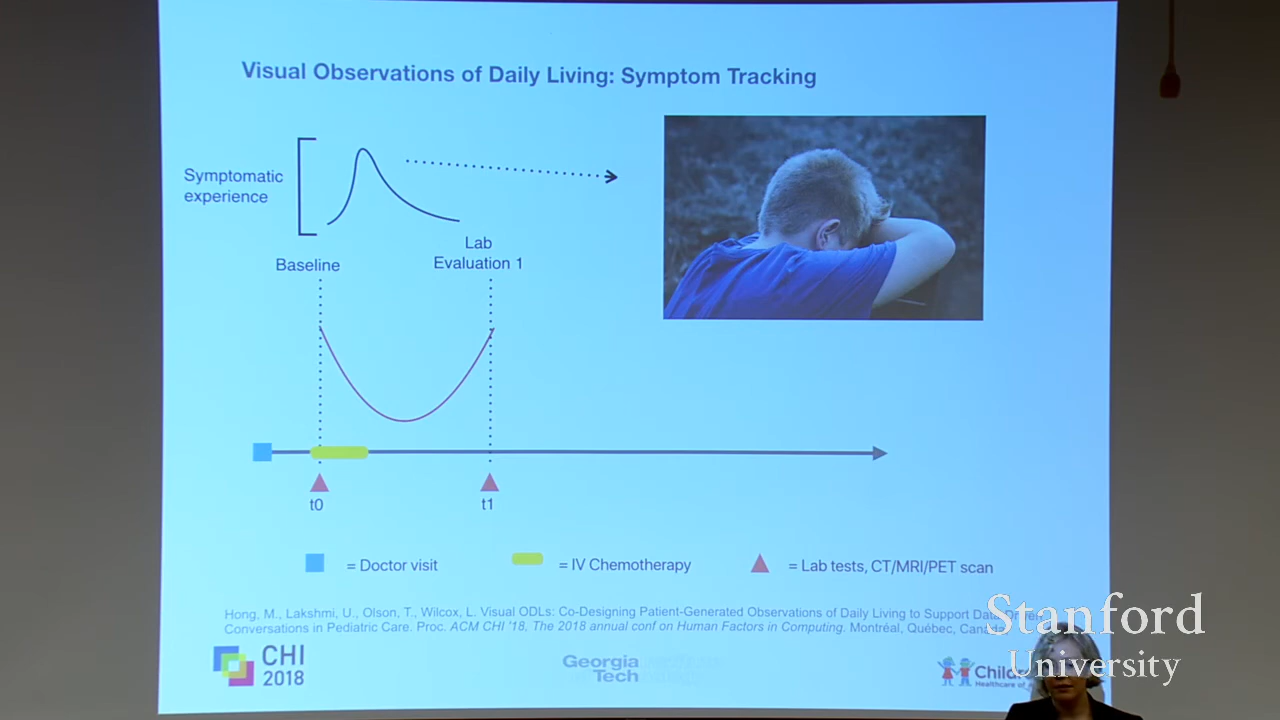 Visual Observations of Daily Living: Symptom Tracking
Symptomatic
experience
Baseline
Lab
Evaluation 1
t0
t1
= Doctor visit
= IV Chemotherapy
= Lab tests, CT/MRI/PET scan
Hong, M., Lakshmi, U., Olson, T., Wilcox, L. Visual ODLs: Co-Designing Patient-Generated Observations of Daily Living to Support
Conversations in Pediatric Care. Proc. ACM CHI '18, The 2018 annual conf on Human Factors in Computing. Montréal, Québec,
CHI
2018
Georgia
Tech
Healthcare of
Stanford
University